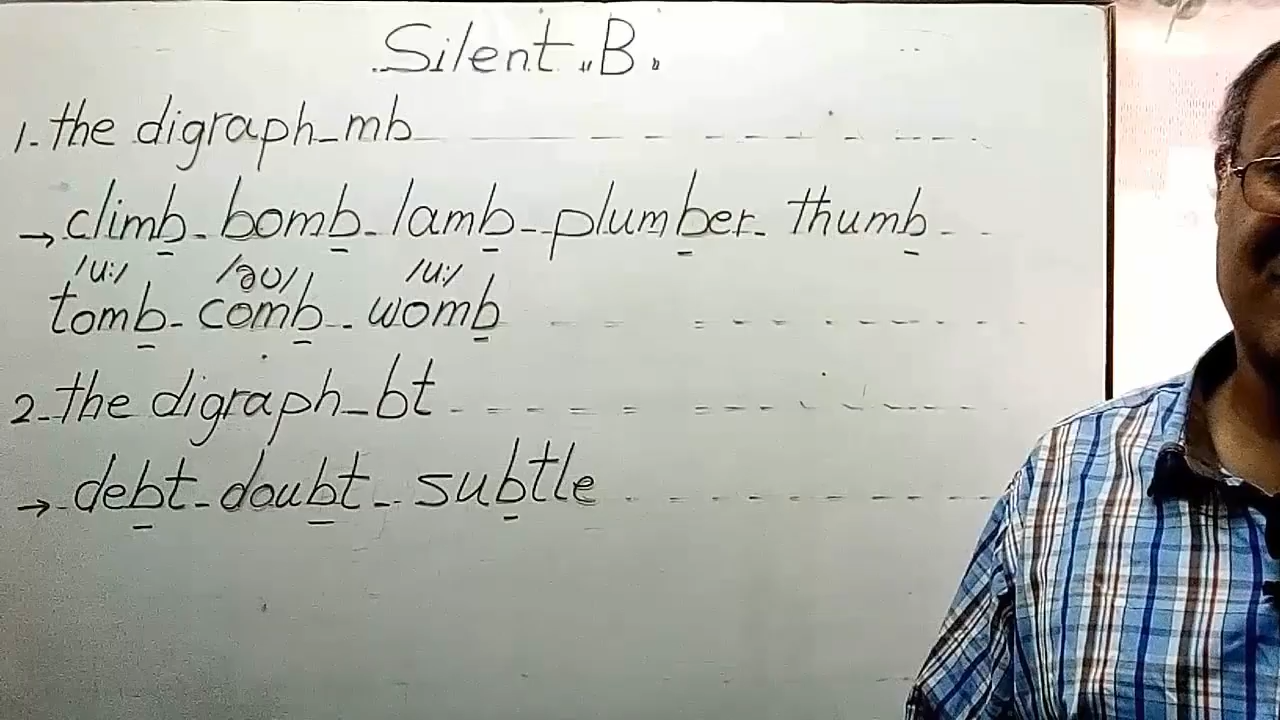 Silent "B"
1- the digraph - mb
→ climb - bomb - lamb - plumber - thumb - -
/u:/ /əʊ/ /u:/
tomb - comb - womb
2- the digraph - bt
→ debt - doubt - subtle